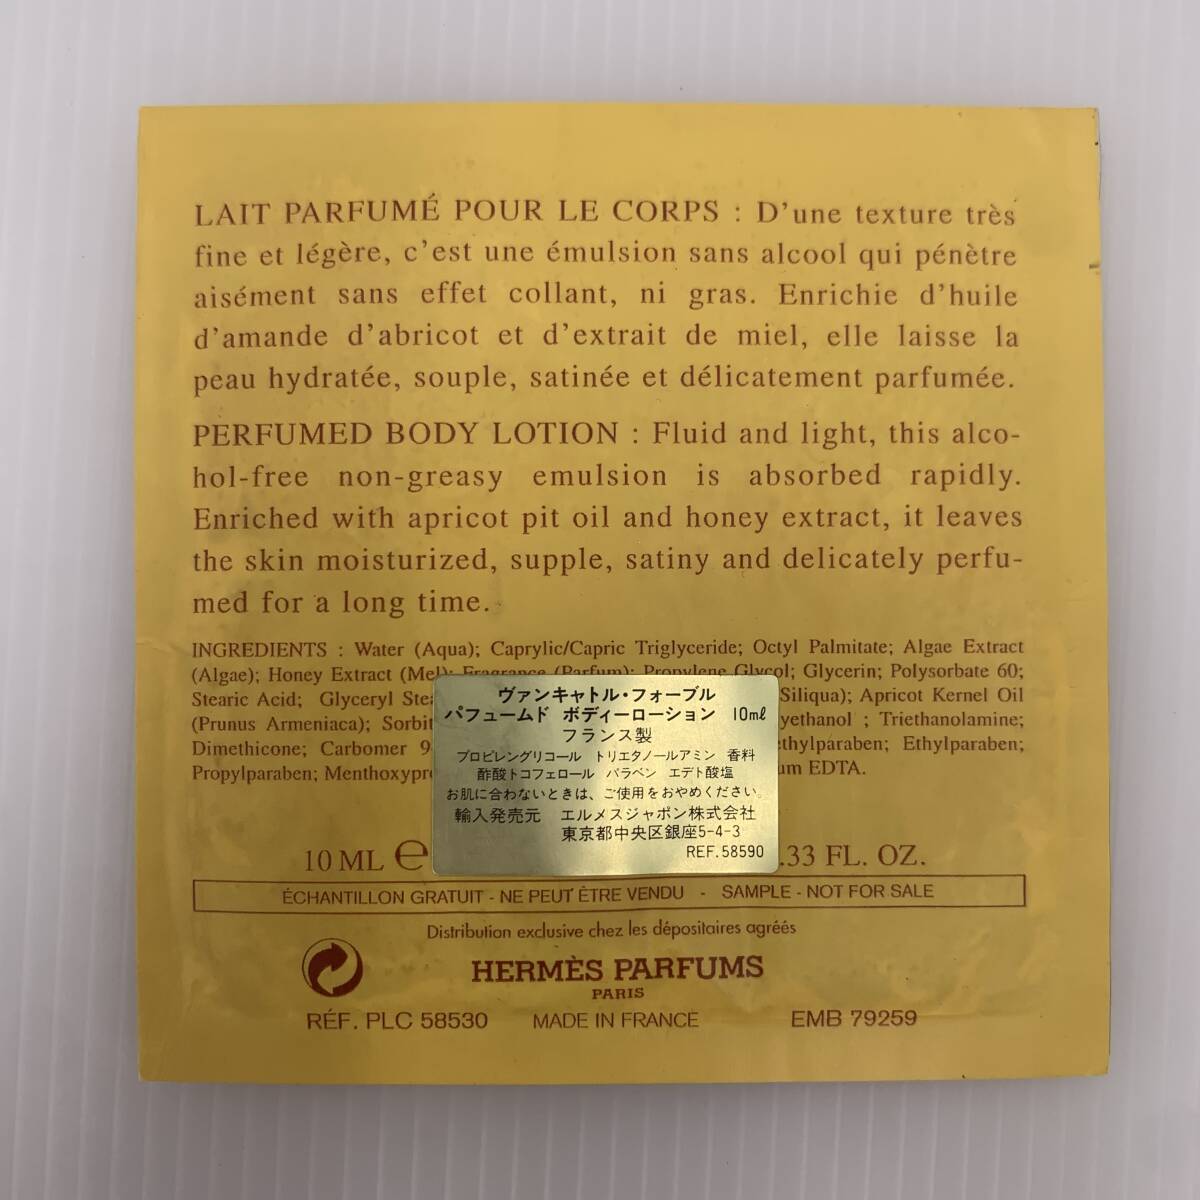 LAIT PARFUMÉ POUR LE CORPS : D'une texture très
fine et légère, c'est une émulsion sans alcool qui pénètre
aisément sans effet collant, ni gras. Enrichie d'huile
d'amande d'abricot et d'extrait de miel, elle laisse la
peau hydratée, souple, satinée et délicatement parfumée.
PERFUMED BODY LOTION : Fluid and light, this alco-
hol-free non-greasy emulsion is absorbed rapidly.
Enriched with apricot pit oil and honey extract, it leaves
the skin moisturized, supple, satiny and delicately perfu-
med for a long time.
INGREDIENTS : Water (Aqua); Caprylic/Capric Triglyceride; Octyl Palmitate; Algae Extract
(Algae); Honey Extract (Mel); Fragrance (Parfum); Propylene Glycol; Glycerin; Polysorbate 60;
Stearic Acid; Glyceryl Siliqua); Apricot Kernel Oil
(Prunus Armeniaca); ; Triethanolamine;
Dimethicone; Carbomer Ethylparaben;
Propylparaben; EDTA.
ヴァンキャトル・フォーブル
パフュームド ボディーローション 10mℓ
フランス製
プロピレングリコール トリエタノールアミン 香料
酢酸トコフェロール パラベン エデト酸塩
お肌に合わないときは、ご使用をおやめください。
輸入発売元 エルメスジャポン株式会社
東京都中央区銀座5-4-3
REF.58590
10 ML ℮ .33 FL. OZ.
ÉCHANTILLON GRATUIT - NE PEUT ÊTRE VENDU - SAMPLE - NOT FOR SALE
Distribution exclusive chez les dépositaires agréés
HERMÈS PARFUMS
PARIS
RÉF. PLC 58530 MADE IN FRANCE EMB 79259